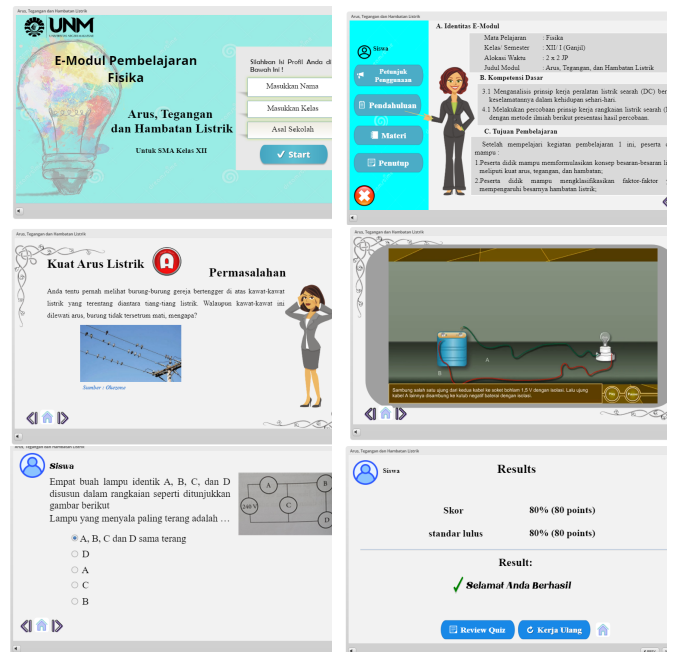 Arus, Tegangan dan Hambatan Listrik
UNM
E-Modul Pembelajaran
Fisika
Arus, Tegangan
dan Hambatan Listrik
Untuk SMA Kelas XII
Silahkan Isi Profil Anda di
Bawah Ini !
Masukkan Nama
Masukkan Kelas
Asal Sekolah
✓ Start
Arus, Tegangan dan Hambatan Listrik
Siswa
Petunjuk
Penggunaan
Pendahuluan
Materi
Penutup
A. Identitas E-Modul
Mata Pelajaran : Fisika
Kelas/ Semester : XII/ I (Ganjil)
Alokasi Waktu : 2 x 2 JP
Judul Modul : Arus, Tegangan, dan Hambatan Listrik
B. Kompetensi Dasar
3.1 Menganalisis prinsip kerja peralatan listrik searah (DC) ber
keselamatannya dalam kehidupan sehari-hari.
4.1 Melakukan percobaan prinsip kerja rangkaian listrik searah (
dengan metode ilmiah berikut presentasi hasil percobaan.
C. Tujuan Pembelajaran
Setelah mempelajari kegiatan pembelajaran 1 ini, peserta
mampu :
1.Peserta didik mampu memformulasikan konsep besaran-besaran li
meliputi kuat arus, tegangan, dan hambatan;
2.Peserta didik mampu mengklasifikasikan faktor-faktor
mempengaruhi besarnya hambatan listrik;
Arus, Tegangan dan Hambatan Listrik
Kuat Arus Listrik A
Permasalahan
Anda tentu pernah melihat burung-burung gereja bertengger di atas kawat-kawat
listrik yang terentang diantara tiang-tiang listrik. Walaupun kawat-kawat ini
dilewati arus, burung tidak tersetrum mati, mengapa?
Sumber : Okezone
Arus, Tegangan dan Hambatan Listrik
A
B
Sambung salah satu ujung dari kedua kabel ke soket bohlam 1,5 V dengan isolasi. Lalu ujung
kabel A lainnya disambung ke kutub negatif baterai dengan isolasi.
Arus, Tegangan dan Hambatan Listrik
Siswa
Empat buah lampu identik A, B, C, dan D
disusun dalam rangkaian seperti ditunjukkan
gambar berikut
Lampu yang menyala paling terang adalah …
A
B
240 V
C
D
A, B, C dan D sama terang
D
A
C
B
Arus, Tegangan dan Hambatan Listrik
Siswa
Results
Skor 80% (80 points)
standar lulus 80% (80 points)
Result:
Selamat Anda Berhasil
Review Quiz
Kerja Ulang